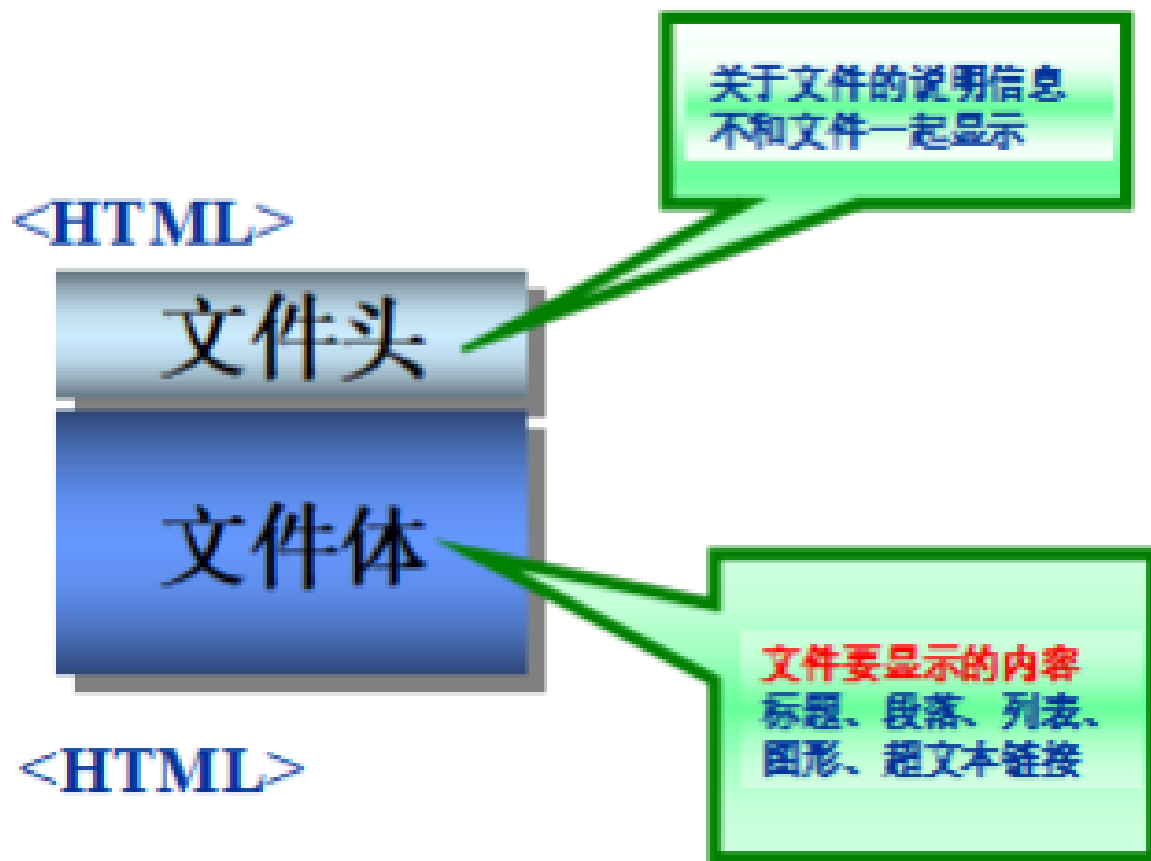 关于文件的说明信息
不和文件一起显示
<HTML>
文件头
文件体
文件要显示的内容
标题、段落、列表、
图形、超文本链接
<HTML>